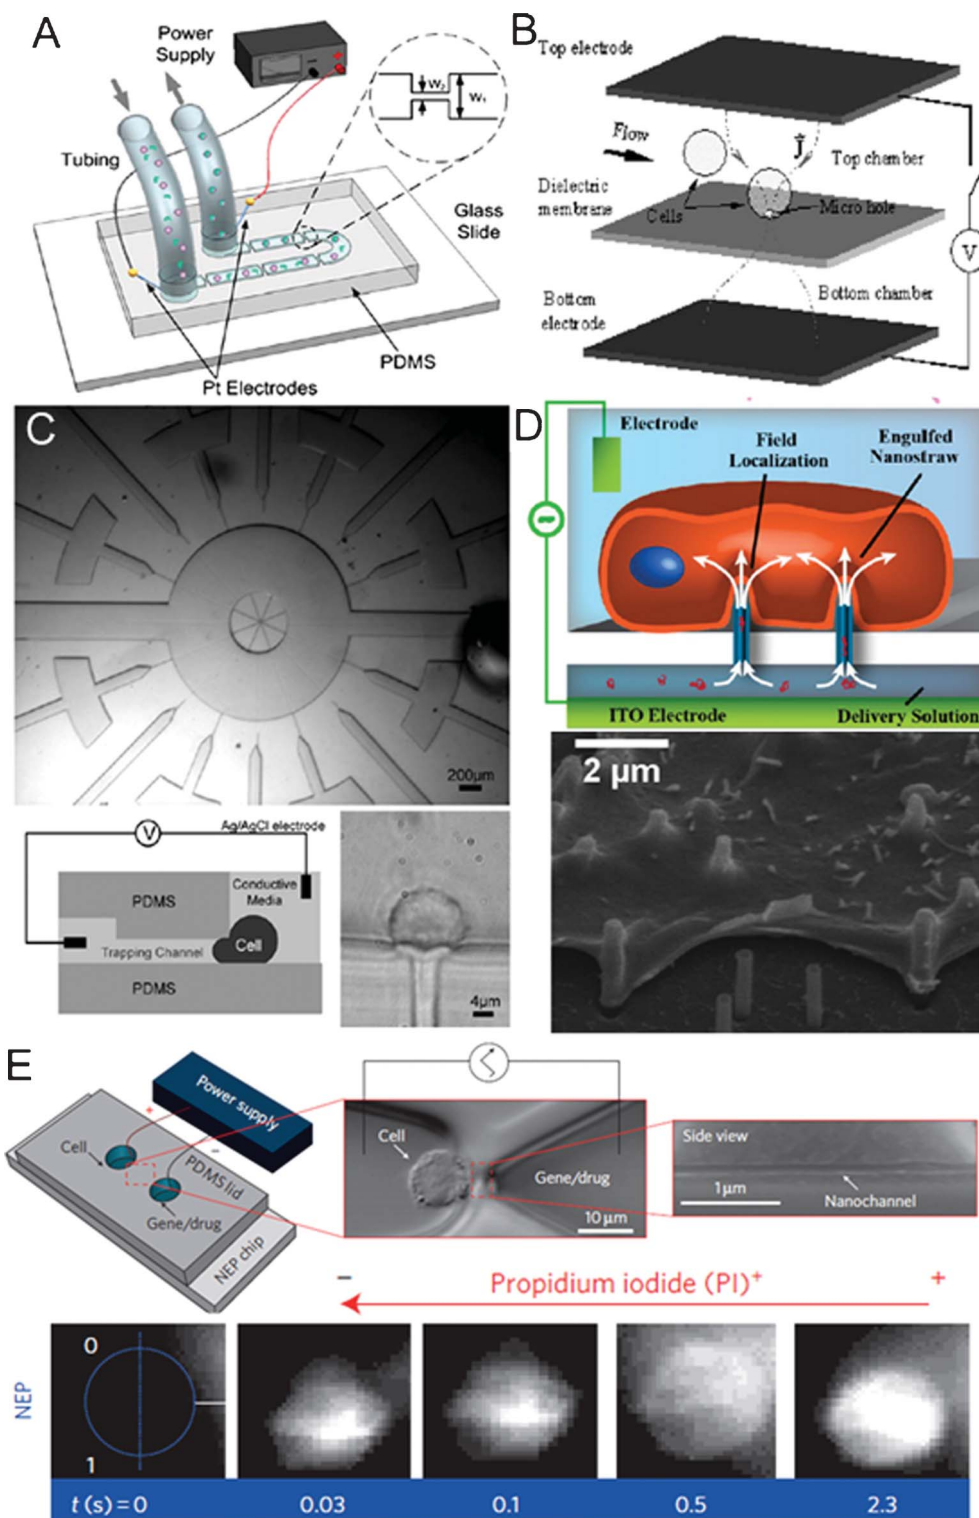 A
Power
Supply
Tubing
W₂
W₁
Glass
Slide
PDMS
Pt Electrodes
B
Top electrode
Flow
J
Top chamber
Dielectric
membrane
Cells
Micro hole
V
Bottom
electrode
Bottom chamber
C
200μm
V
Ag/AgCl electrode
PDMS
Conductive
Media
Trapping Channel
Cell
PDMS
4μm
D
Electrode
Field
Localization
Engulfed
Nanostraw
ITO Electrode
Delivery Solution
2 μm
E
Power supply
+
−
Cell
PDMS lid
Gene/drug
NEP chip
Cell
Gene/drug
10 μm
Side view
1μm
Nanochannel
−
Propidium iodide (PI)⁺
+
NEP
0
1
t (s) = 0
0.03
0.1
0.5
2.3